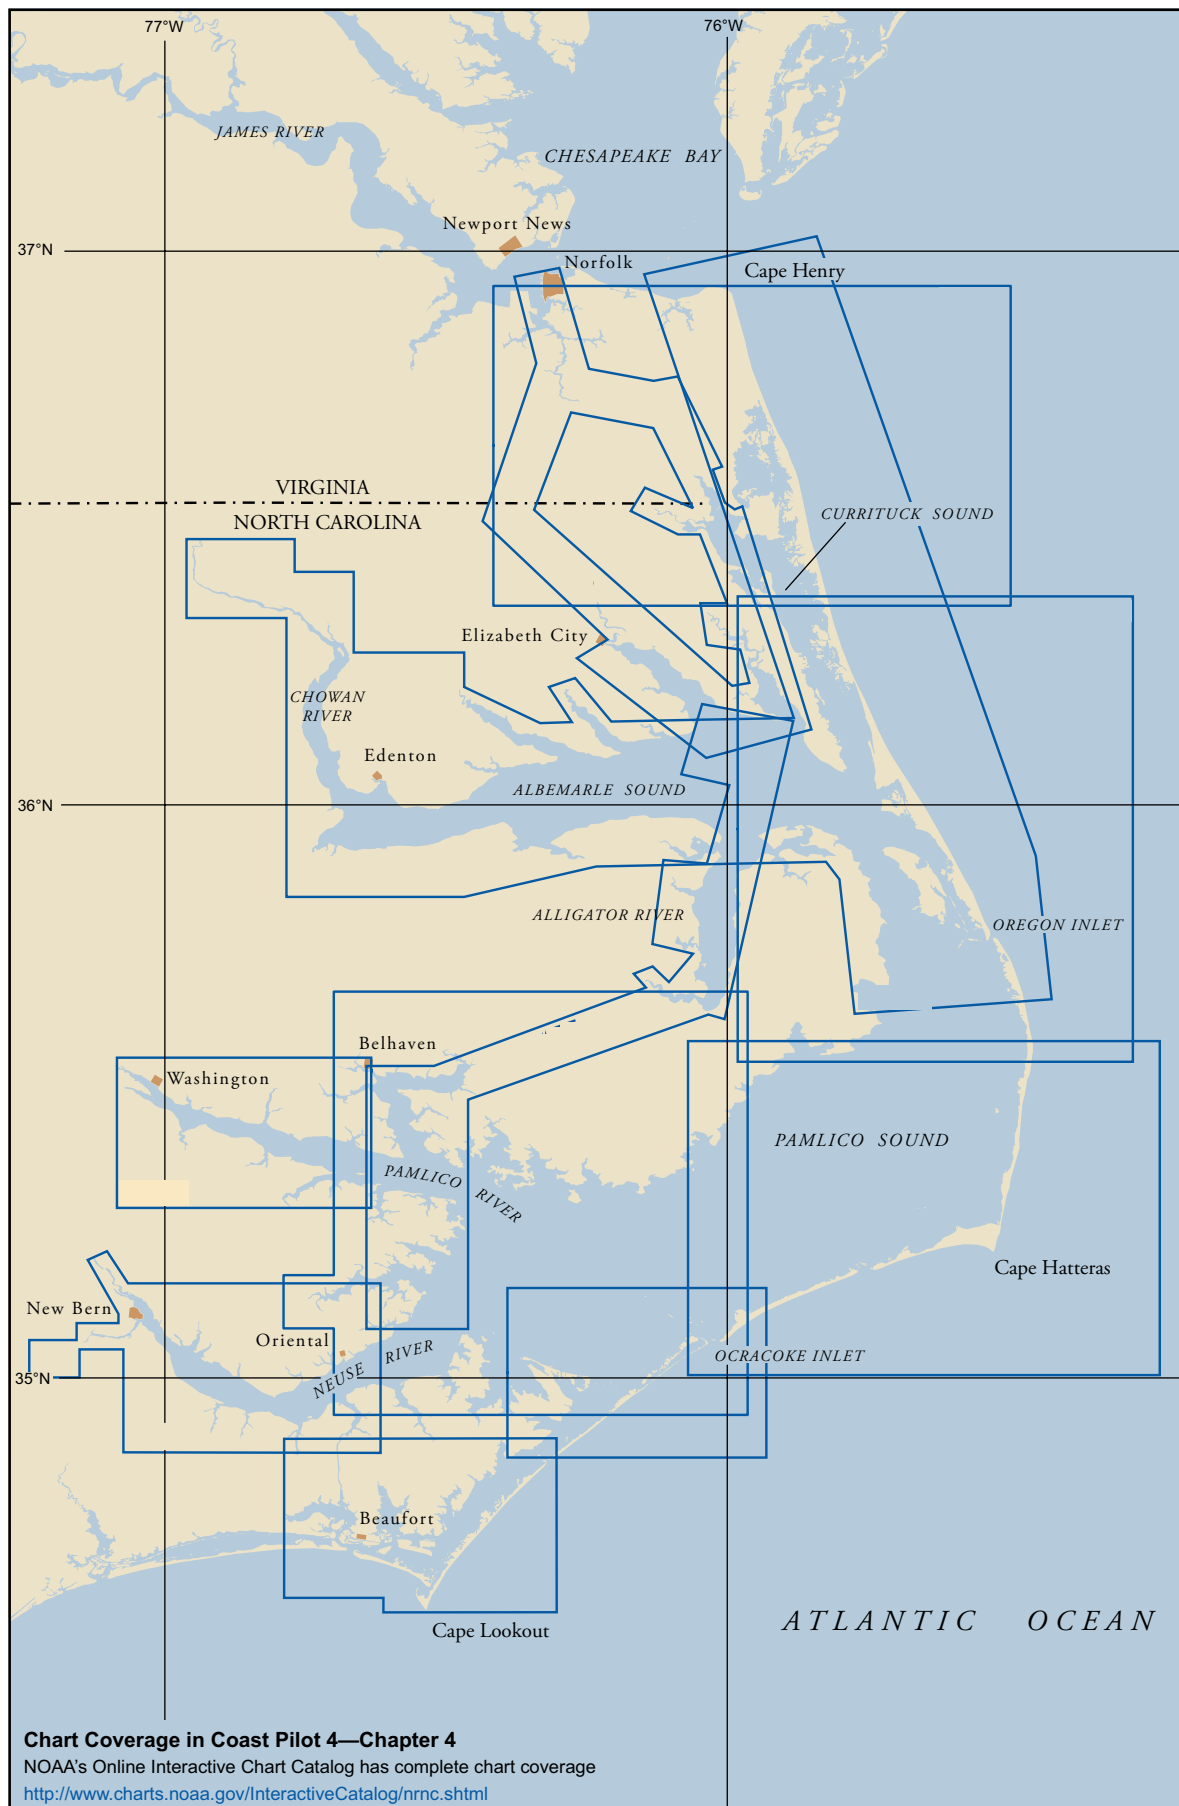 77°W
76°W
JAMES RIVER
CHESAPEAKE BAY
Newport News
37°N
Norfolk
Cape Henry
VIRGINIA
NORTH CAROLINA
CURRITUCK SOUND
Elizabeth City
CHOWAN
RIVER
Edenton
ALBEMARLE SOUND
36°N
ALLIGATOR RIVER
OREGON INLET
Belhaven
Washington
PAMLICO SOUND
PAMLICO RIVER
Cape Hatteras
New Bern
Oriental
NEUSE RIVER
OCRACOKE INLET
35°N
Beaufort
ATLANTIC OCEAN
Cape Lookout
Chart Coverage in Coast Pilot 4—Chapter 4
NOAA's Online Interactive Chart Catalog has complete chart coverage
http://www.charts.noaa.gov/InteractiveCatalog/nrnc.shtml